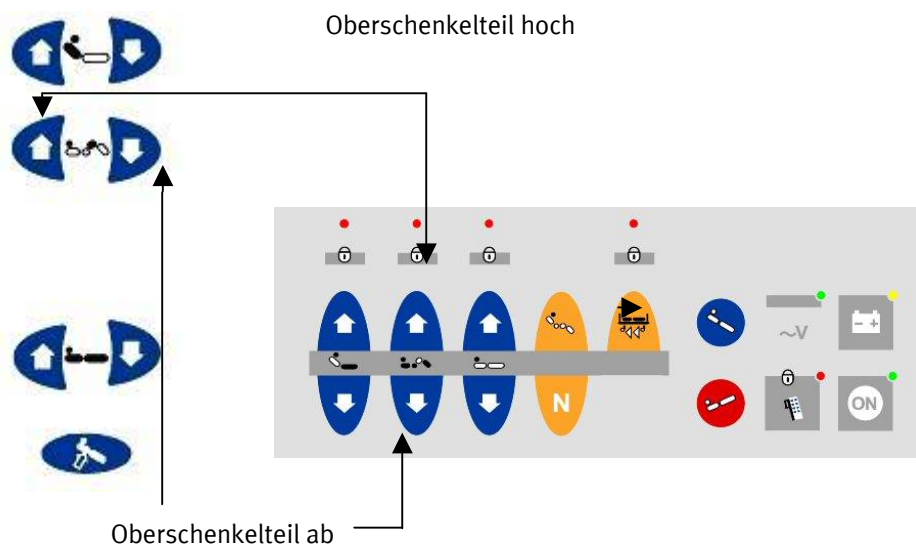 Oberschenkelteil hoch
~V
- +
N
ON
Oberschenkelteil ab